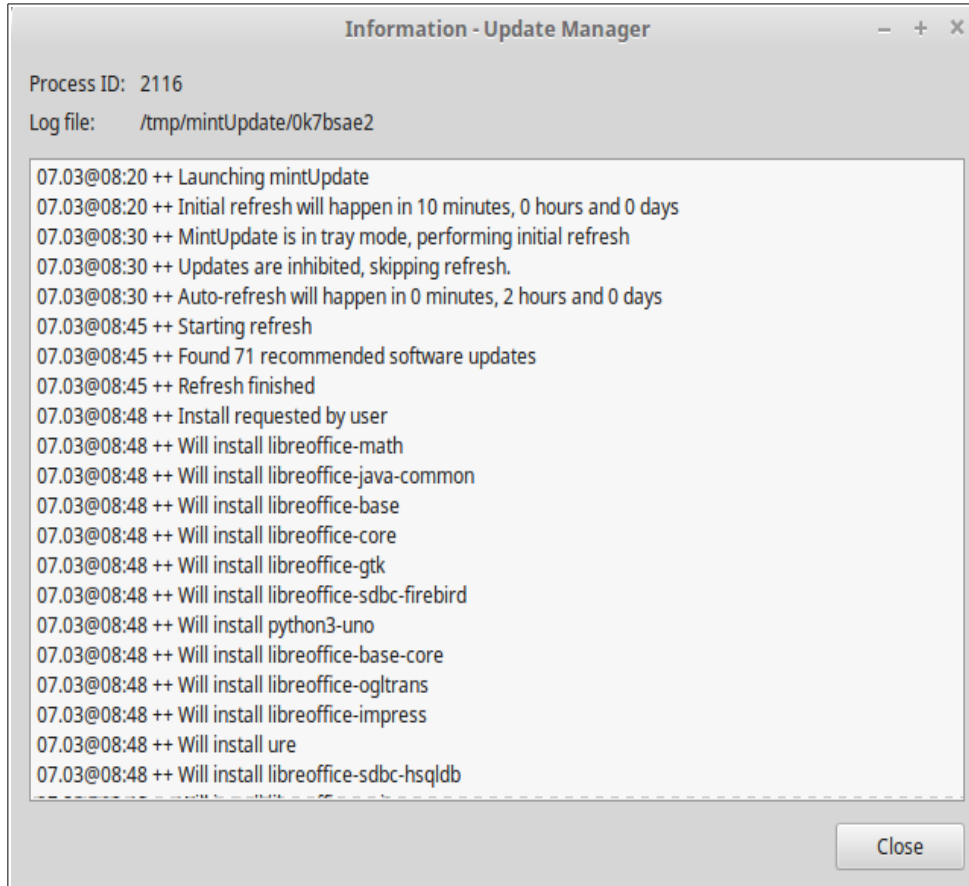 Information - Update Manager
Process ID: 2116
Log file: /tmp/mintUpdate/0k7bsae2
07.03@08:20 ++ Launching mintUpdate
07.03@08:20 ++ Initial refresh will happen in 10 minutes, 0 hours and 0 days
07.03@08:30 ++ MintUpdate is in tray mode, performing initial refresh
07.03@08:30 ++ Updates are inhibited, skipping refresh.
07.03@08:30 ++ Auto-refresh will happen in 0 minutes, 2 hours and 0 days
07.03@08:45 ++ Starting refresh
07.03@08:45 ++ Found 71 recommended software updates
07.03@08:45 ++ Refresh finished
07.03@08:48 ++ Install requested by user
07.03@08:48 ++ Will install libreoffice-math
07.03@08:48 ++ Will install libreoffice-java-common
07.03@08:48 ++ Will install libreoffice-base
07.03@08:48 ++ Will install libreoffice-core
07.03@08:48 ++ Will install libreoffice-gtk
07.03@08:48 ++ Will install libreoffice-sdbc-firebird
07.03@08:48 ++ Will install python3-uno
07.03@08:48 ++ Will install libreoffice-base-core
07.03@08:48 ++ Will install libreoffice-ogltrans
07.03@08:48 ++ Will install libreoffice-impress
07.03@08:48 ++ Will install ure
07.03@08:48 ++ Will install libreoffice-sdbc-hsqldb
Close